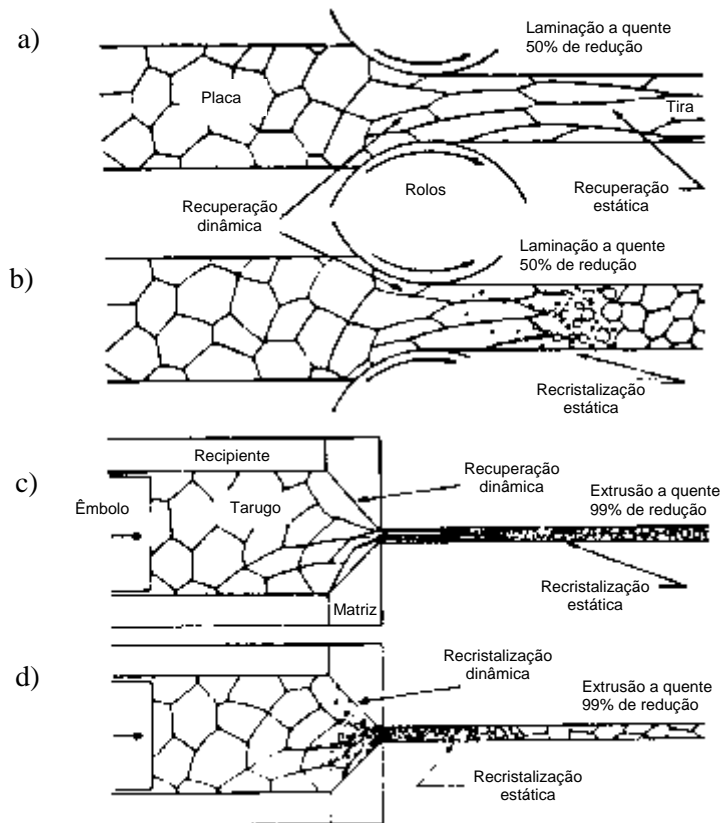 a)
Laminação a quente
50% de redução
Placa
Tira
Rolos
Recuperação
dinâmica
Recuperação
estática
b)
Laminação a quente
50% de redução
Recristalização
estática
c)
Recipiente
Êmbolo
Tarugo
Recuperação
dinâmica
Extrusão a quente
99% de redução
Recristalização
estática
Matriz
d)
Recristalização
dinâmica
Extrusão a quente
99% de redução
Recristalização
estática